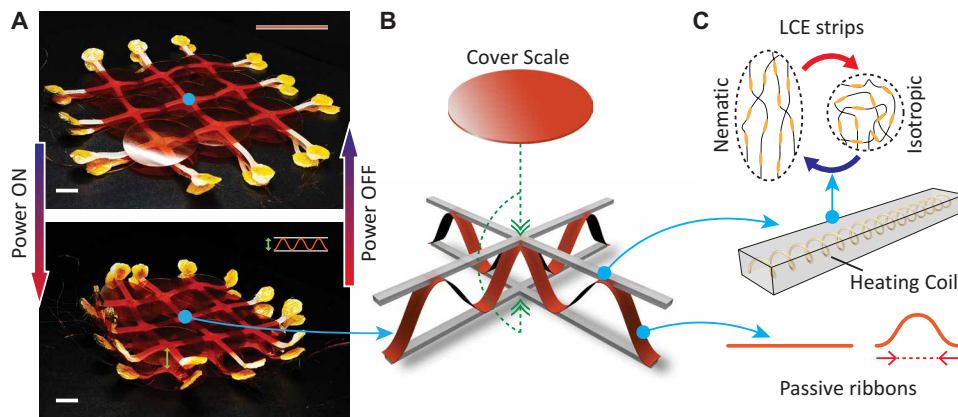 A
Power ON
Power OFF
B
Cover Scale
C
LCE strips
Nematic
Isotropic
Heating Coil
Passive ribbons